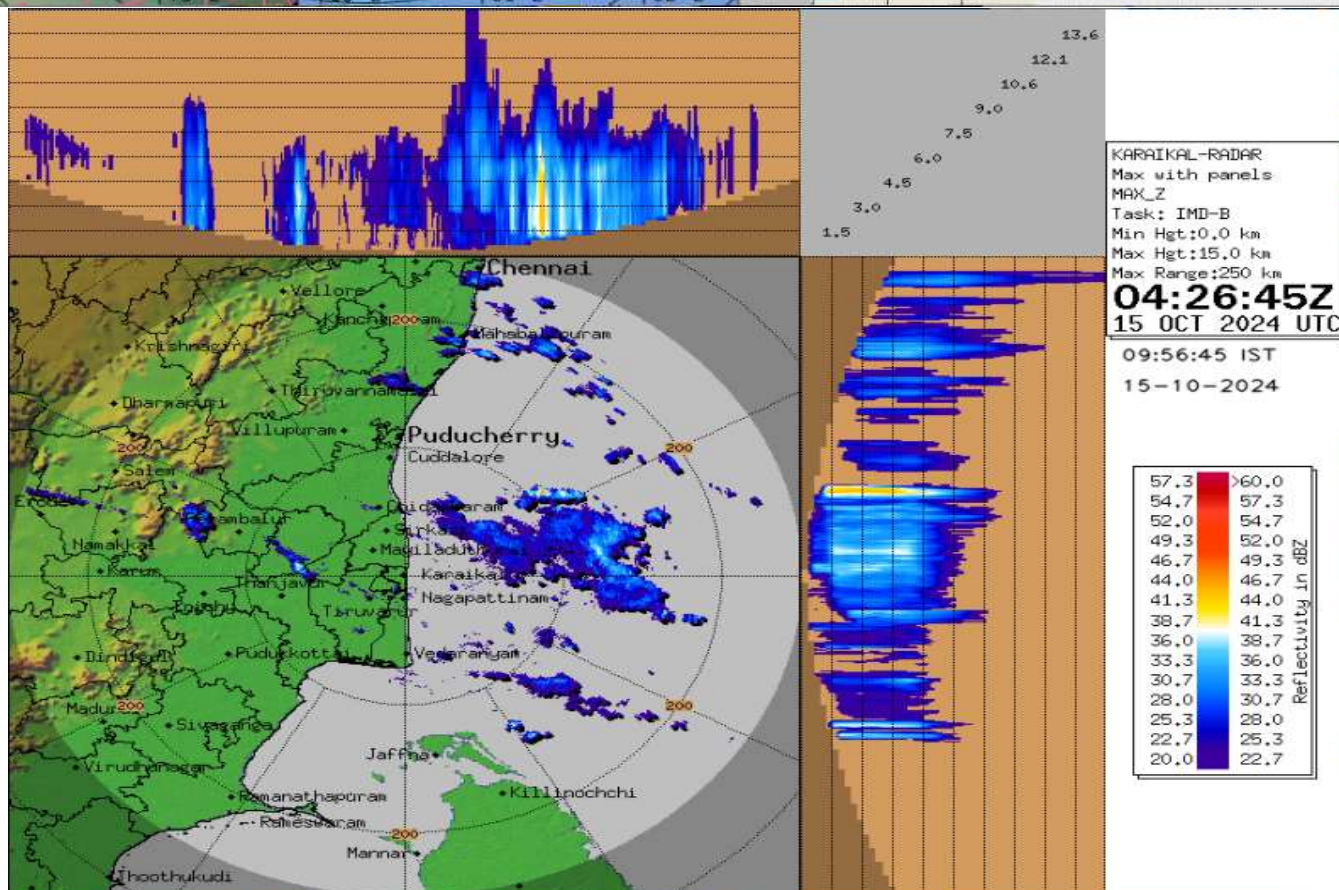 13.6
12.1
10.6
9.0
7.5
6.0
4.5
3.0
1.5
KARAIKAL-RADAR
Max with panels
MAX_Z
Task: IMD-B
Min Hgt:0.0 km
Max Hgt:15.0 km
Max Range:250 km
04:26:45Z
15 OCT 2024 UTC
09:56:45 IST
15-10-2024
57.3 >60.0
54.7 57.3
52.0 54.7
49.3 52.0
46.7 49.3
44.0 46.7
41.3 44.0
38.7 41.3
36.0 38.7
33.3 36.0
30.7 33.3
28.0 30.7
25.3 28.0
22.7 25.3
20.0 22.7
Reflectivity in dBZ
Chennai
Vellore
200
Mahabalipuram
Krishnagiri
Thiruvannamalai
Dharmapuri
Villupuram
Puducherry
200
200
Cuddalore
Salem
Erode
Chidambaram
Perambalur
Sirkali
Namakkal
Mayiladuthurai
Karur
Thanjavur
Karaikal
Nagapattinam
Tiruvarur
Dindigul
Pudukkottai
Vedaranyam
200
200
Sivaganga
Jaffna
Virudhanagar
Ramanathapuram
Killinochchi
Rameswaram
200
Mannar
Thoothukudi